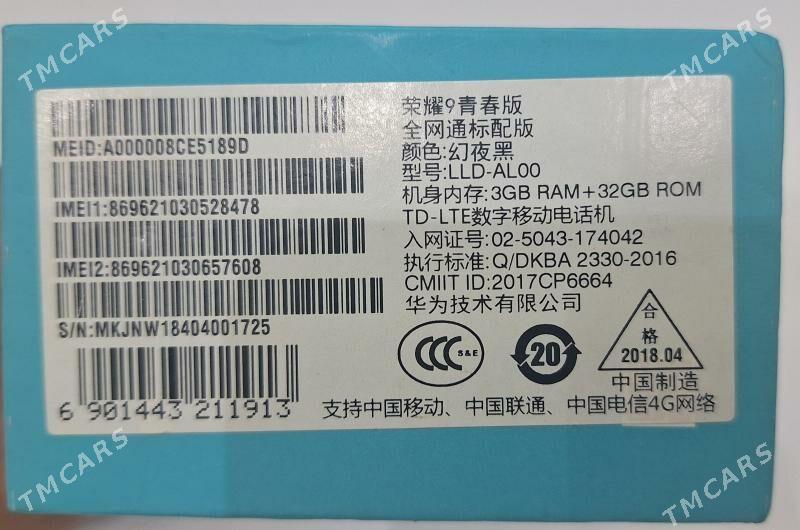 MEID:A000008CE5189D
IMEI1:869621030528478
IMEI2:869621030657608
S/N:MKJNW18404001725
6 901443 211913
荣耀9青春版
全网通标配版
颜色:幻夜黑
型号:LLD-AL00
机身内存:3GB RAM+32GB ROM
TD-LTE数字移动电话机
入网证号:02-5043-174042
执行标准:Q/DKBA 2330-2016
CMIIT ID:2017CP6664
华为技术有限公司
CCC S&E
20
合格
2018.04
中国制造
支持中国移动、中国联通、中国电信4G网络
TMCARS
TMCARS
TMCARS
TMCARS
TMCARS